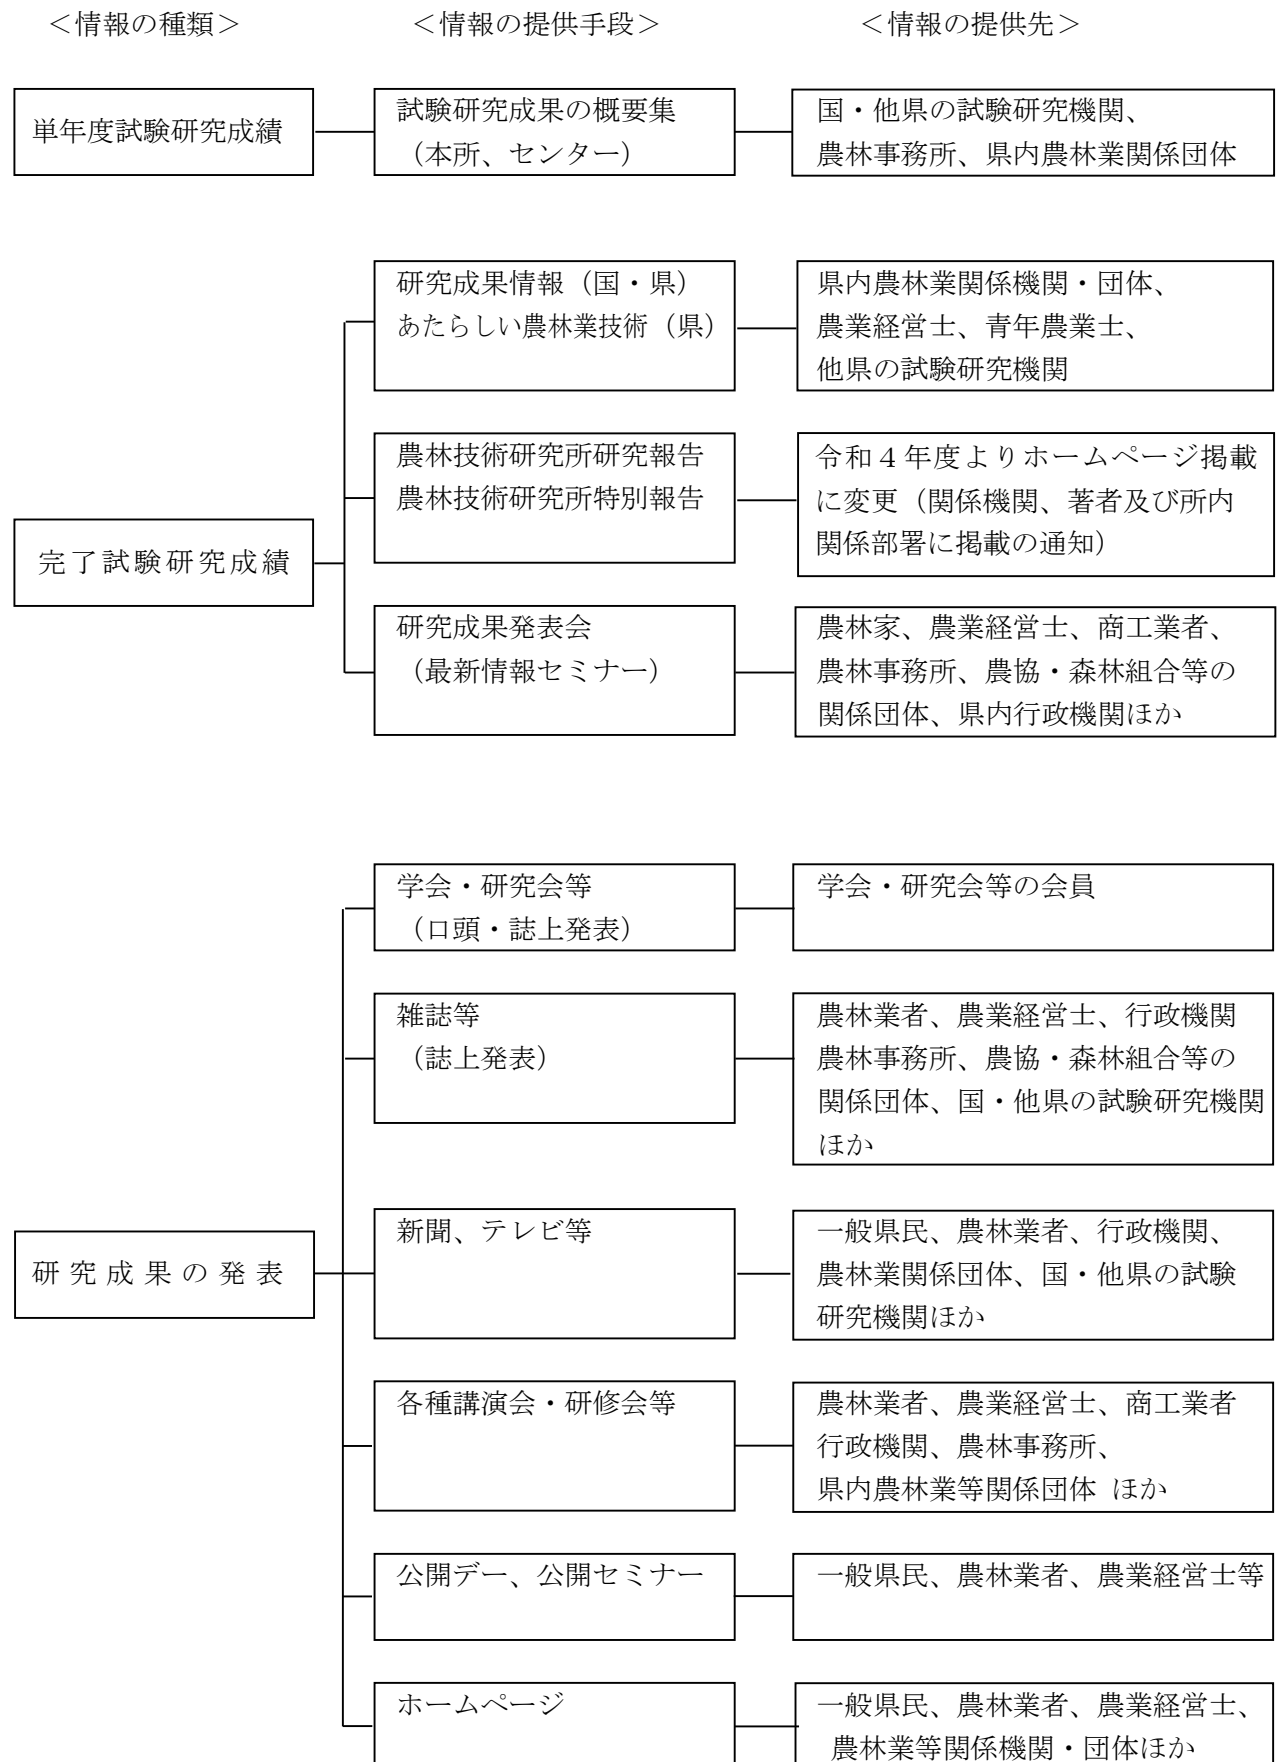 ＜情報の種類＞
＜情報の提供手段＞
＜情報の提供先＞
単年度試験研究成績
試験研究成果の概要集
（本所、センター）
国・他県の試験研究機関、
農林事務所、県内農林業関係団体
完了試験研究成績
研究成果情報（国・県）
あたらしい農林業技術（県）
県内農林業関係機関・団体、
農業経営士、青年農業士、
他県の試験研究機関
農林技術研究所研究報告
農林技術研究所特別報告
令和４年度よりホームページ掲載
に変更（関係機関、著者及び所内
関係部署に掲載の通知）
研究成果発表会
（最新情報セミナー）
農林家、農業経営士、商工業者、
農林事務所、農協・森林組合等の
関係団体、県内行政機関ほか
研究成果の発表
学会・研究会等
（口頭・誌上発表）
学会・研究会等の会員
雑誌等
（誌上発表）
農林業者、農業経営士、行政機関
農林事務所、農協・森林組合等の
関係団体、国・他県の試験研究機関
ほか
新聞、テレビ等
一般県民、農林業者、行政機関、
農林業関係団体、国・他県の試験
研究機関ほか
各種講演会・研修会等
農林業者、農業経営士、商工業者
行政機関、農林事務所、
県内農林業等関係団体 ほか
公開デー、公開セミナー
一般県民、農林業者、農業経営士等
ホームページ
一般県民、農林業者、農業経営士、
農林業等関係機関・団体ほか